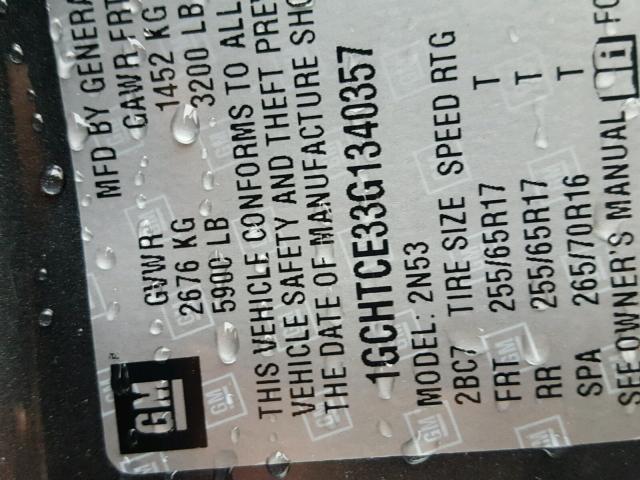 MFD BY GENERA
GVWR GAWR FRT
2676 KG 1452 KG
5900 LB 3200 LB
THIS VEHICLE CONFORMS TO ALL
VEHICLE SAFETY AND THEFT PREV
THE DATE OF MANUFACTURE SHO
1GCHTCE33G1340357
MODEL: 2N53
2BC7 TIRE SIZE SPEED RTG
FRT 255/65R17 T
RR 255/65R17 T
SPA 265/70R16 T
SEE OWNER'S MANUAL i FO
GM